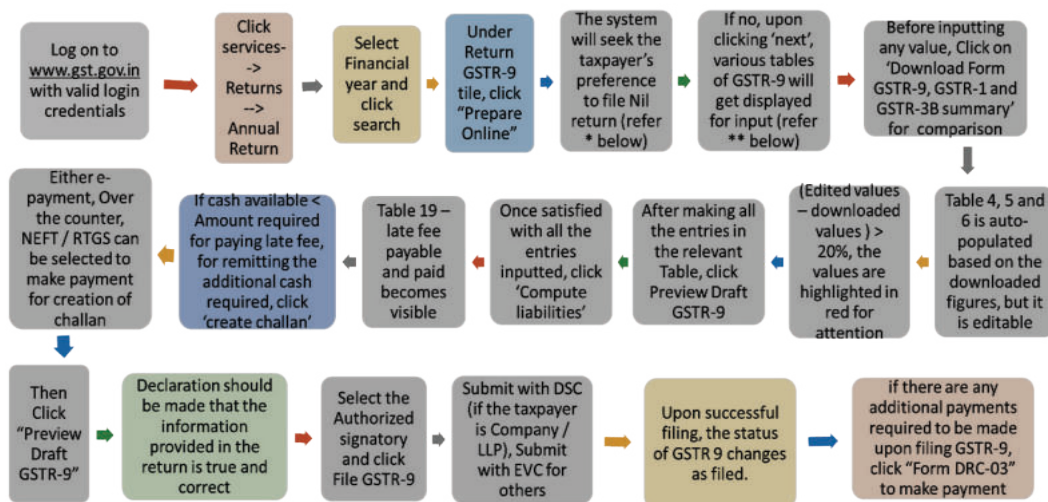 Log on to
www.gst.gov.in
with valid login
credentials
Click
services-
->
Returns
-->
Annual
Return
Select
Financial
year and
click
search
Under
Return
GSTR-9
tile, click
“Prepare
Online”
The system
will seek the
taxpayer’s
preference
to file Nil
return (refer
* below)
If no, upon
clicking ‘next’,
various tables
of GSTR-9 will
get displayed
for input (refer
** below)
Before inputting
any value, Click on
‘Download Form
GSTR-9, GSTR-1 and
GSTR-3B summary’
for comparison
Table 4, 5 and
6 is auto-
populated
based on the
downloaded
figures, but it
is editable
(Edited values
– downloaded
values ) >
20%, the
values are
highlighted in
red for
attention
After making all
the entries in
the relevant
Table, click
Preview Draft
GSTR-9
Once satisfied
with all the
entries
inputted, click
‘Compute
liabilities’
Table 19 –
late fee
payable
and paid
becomes
visible
If cash available <
Amount required
for paying late fee,
for remitting the
additional cash
required, click
‘create challan’
Either e-
payment, Over
the counter,
NEFT / RTGS can
be selected to
make payment
for creation of
challan
Then
Click
“Preview
Draft
GSTR-9”
Declaration should
be made that the
information
provided in the
return is true and
correct
Select the
Authorized
signatory
and click
File GSTR-9
Submit with DSC
(if the taxpayer
is Company /
LLP), Submit
with EVC for
others
Upon successful
filing, the status
of GSTR 9 changes
as filed.
if there are any
additional payments
required to be made
upon filing GSTR-9,
click “Form DRC-03”
to make payment